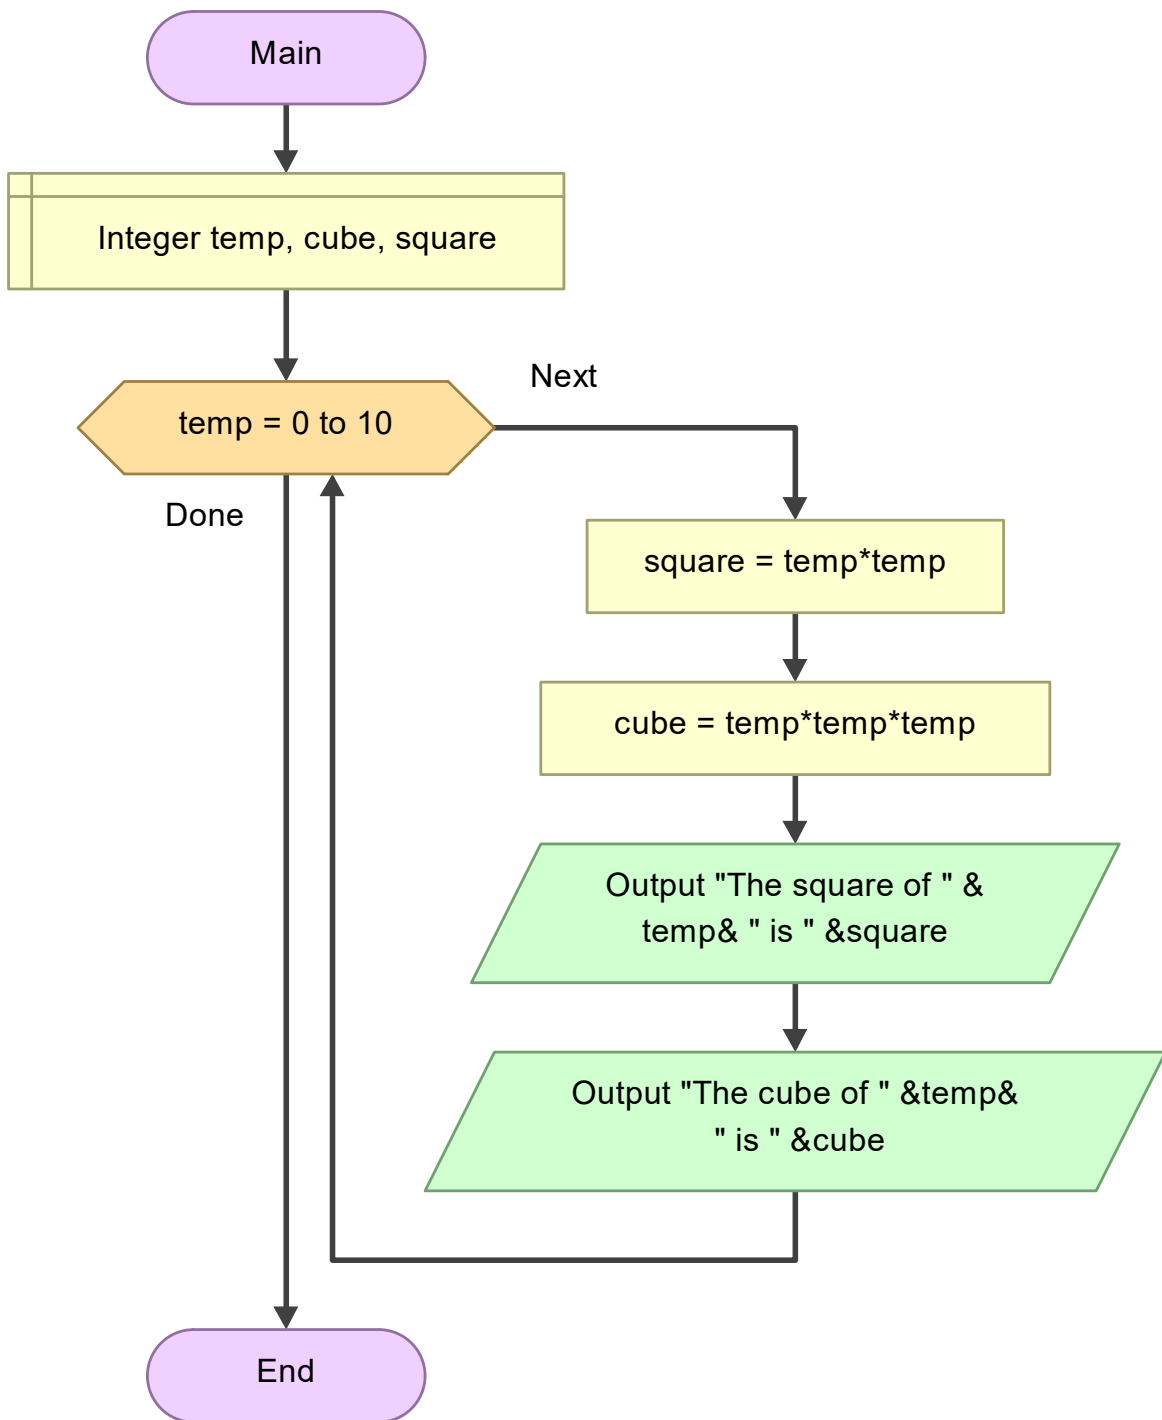 Main
Integer temp, cube, square
temp = 0 to 10
Next
Done
square = temp*temp
cube = temp*temp*temp
Output "The square of " &
temp& " is " &square
Output "The cube of " &temp&
" is " &cube
End